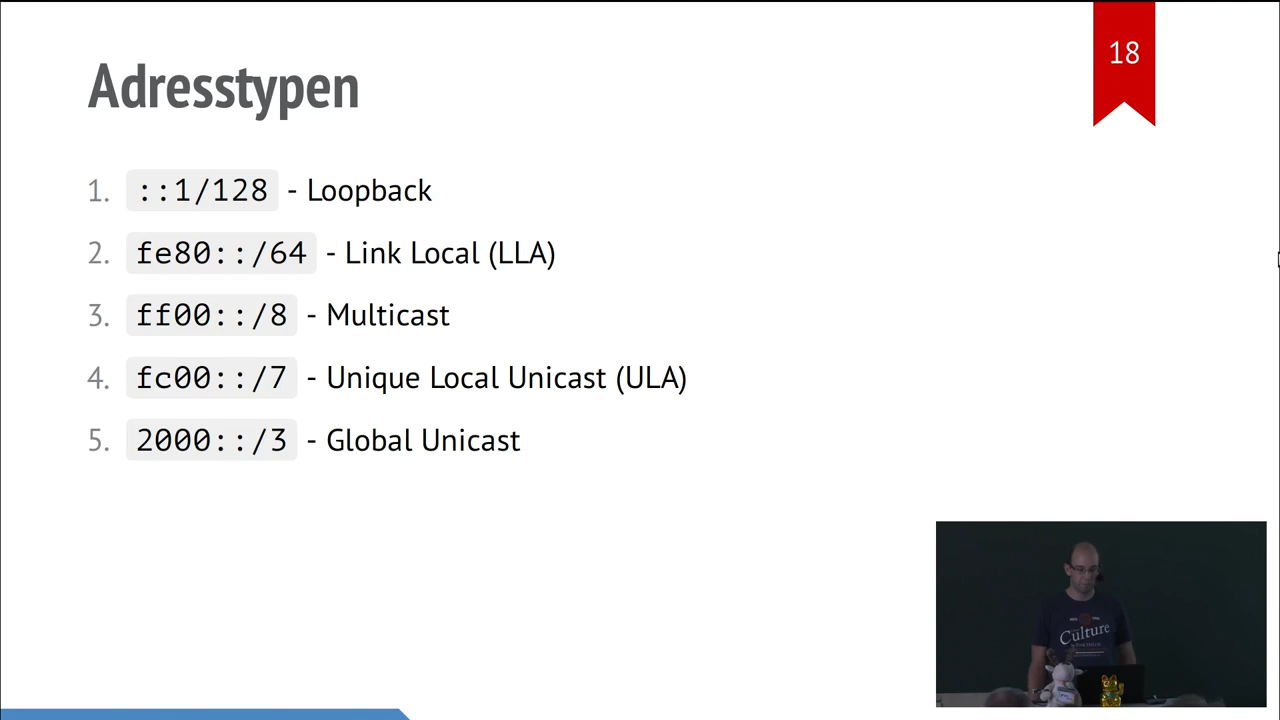 18
Adresstypen
1. ::1/128 - Loopback
2. fe80::/64 - Link Local (LLA)
3. ff00::/8 - Multicast
4. fc00::/7 - Unique Local Unicast (ULA)
5. 2000::/3 - Global Unicast
Culture